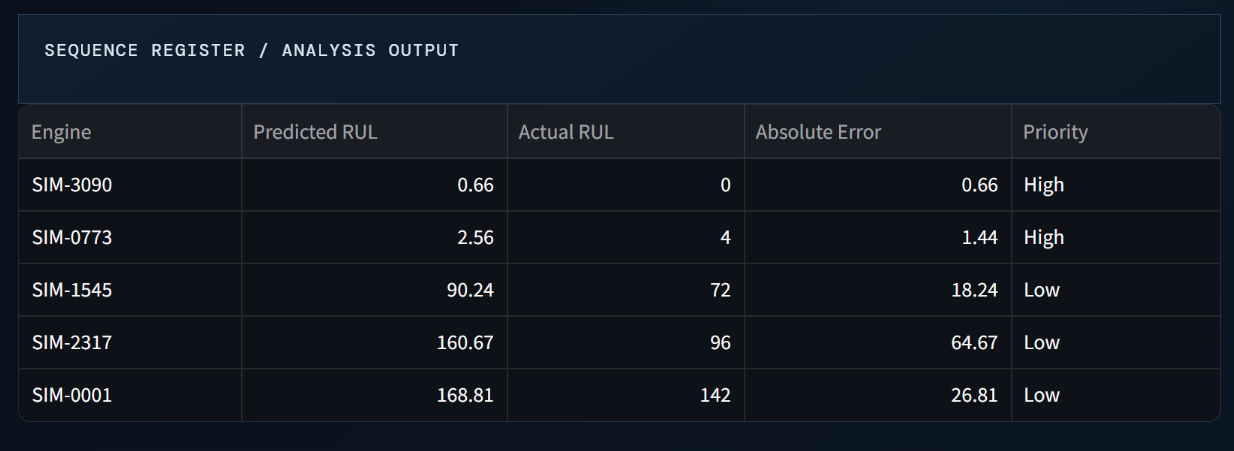 SEQUENCE REGISTER / ANALYSIS OUTPUT
Engine Predicted RUL Actual RUL Absolute Error Priority
SIM-3090 0.66 0 0.66 High
SIM-0773 2.56 4 1.44 High
SIM-1545 90.24 72 18.24 Low
SIM-2317 160.67 96 64.67 Low
SIM-0001 168.81 142 26.81 Low